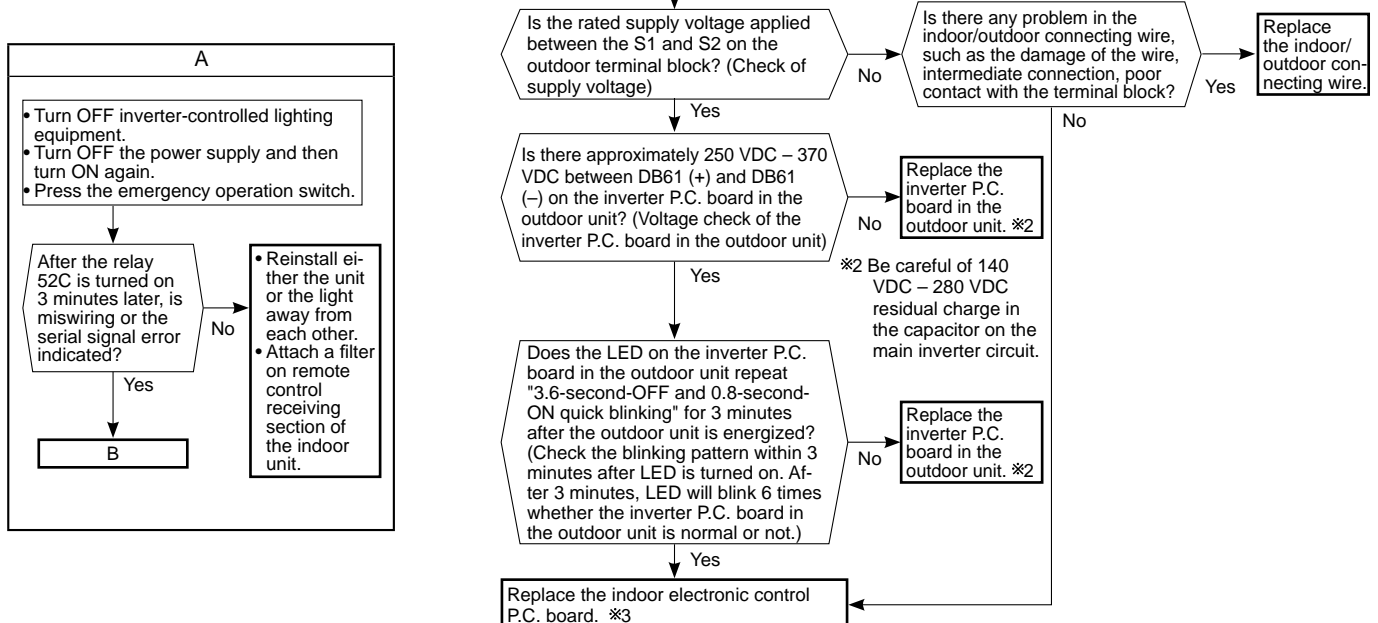 A
• Turn OFF inverter-controlled lighting
equipment.
• Turn OFF the power supply and then
turn ON again.
• Press the emergency operation switch.
After the relay
52C is turned on
3 minutes later, is
miswiring or the
serial signal error
indicated?
No
Yes
• Reinstall ei-
ther the unit
or the light
away from
each other.
• Attach a filter
on remote
control
receiving
section of
the indoor
unit.
B
Is the rated supply voltage applied
between the S1 and S2 on the
outdoor terminal block? (Check of
supply voltage)
No
Yes
Is there any problem in the
indoor/outdoor connecting wire,
such as the damage of the wire,
intermediate connection, poor
contact with the terminal block?
Yes
No
Replace
the indoor/
outdoor con-
necting wire.
Is there approximately 250 VDC – 370
VDC between DB61 (+) and DB61
(–) on the inverter P.C. board in the
outdoor unit? (Voltage check of the
inverter P.C. board in the outdoor unit)
No
Yes
Replace the
inverter P.C.
board in the
outdoor unit. ※2
※2 Be careful of 140
VDC – 280 VDC
residual charge in
the capacitor on the
main inverter circuit.
Does the LED on the inverter P.C.
board in the outdoor unit repeat
"3.6-second-OFF and 0.8-second-
ON quick blinking" for 3 minutes
after the outdoor unit is energized?
(Check the blinking pattern within 3
minutes after LED is turned on. Af-
ter 3 minutes, LED will blink 6 times
whether the inverter P.C. board in
the outdoor unit is normal or not.)
No
Yes
Replace the
inverter P.C.
board in the
outdoor unit. ※2
Replace the indoor electronic control
P.C. board. ※3